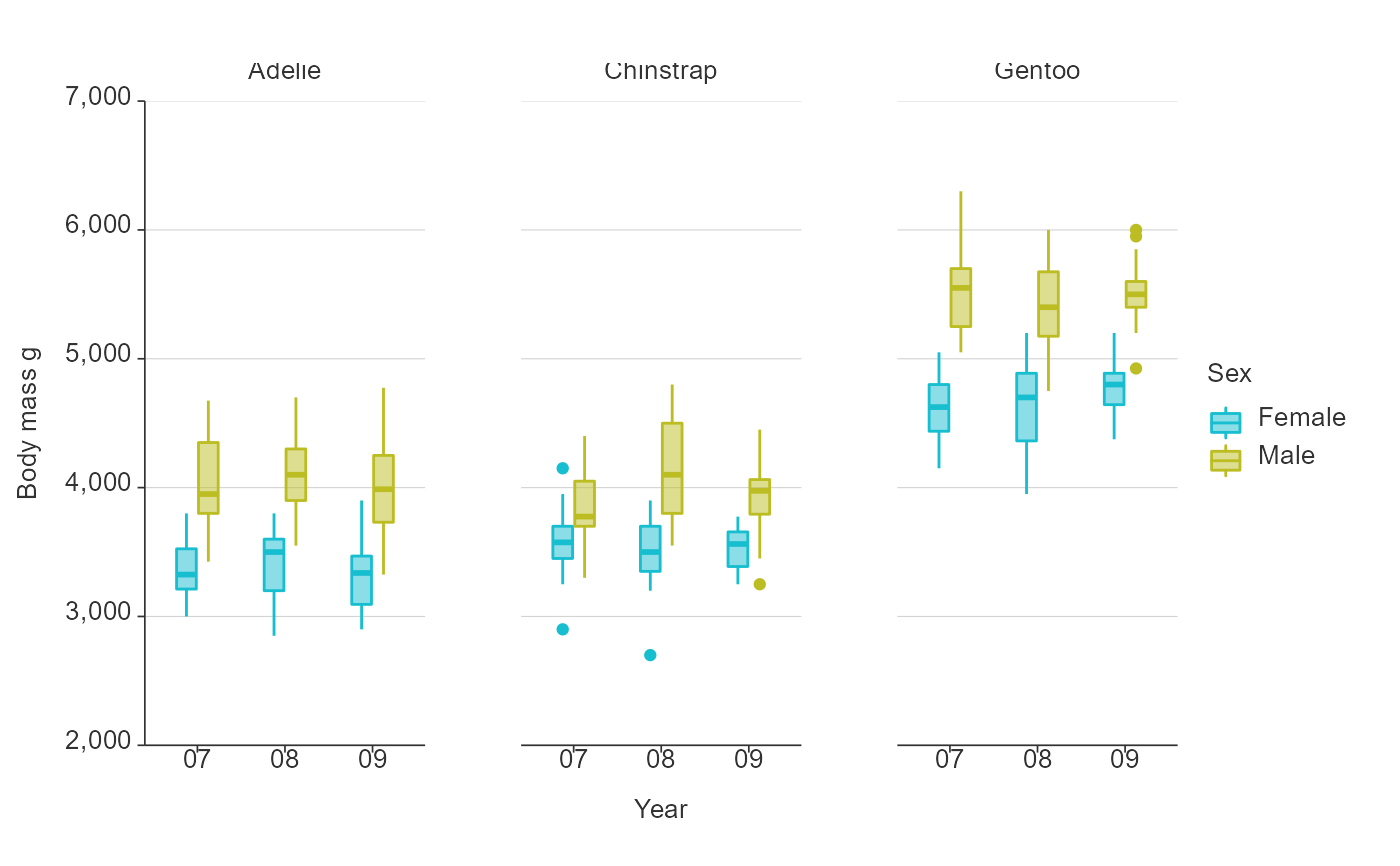 Adelie Chinstrap Gentoo
7,000
6,000
5,000
4,000
3,000
2,000
Body mass g
07 08 09 07 08 09 07 08 09
Year
Sex
Female
Male